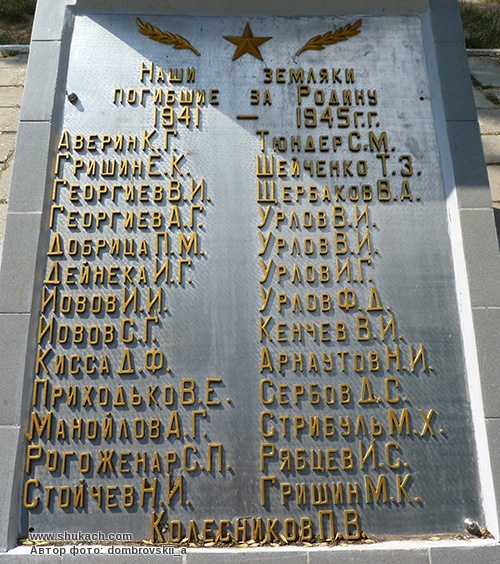 Наши земляки
погибшие за Родину
1941 — 1945 г.г.
Аверин К.Г.
Гришин Е.К.
Георгиев В.И.
Георгиев А.Г.
Добрица П.М.
Дейнека И.Г.
Йовов И.И.
Йовов С.Г.
Кисса Д.Ф.
Приходько В.Е.
Манойлов А.Г.
Рогоженар С.П.
Стойчев Н.И.
Тюндер С.М.
Шейченко Т.З.
Щербаков В.А.
Урлов В.И.
Урлов В.И.
Урлов И.Г.
Урлов Ф.Д.
Кенчев В.И.
Арнаутов Н.И.
Сербов Д.С.
Стрибуль М.Х.
Рябцев И.С.
Гришин М.К.
Колесников П.В.
www.shukach.com
Автор фото: dombrovskii_a